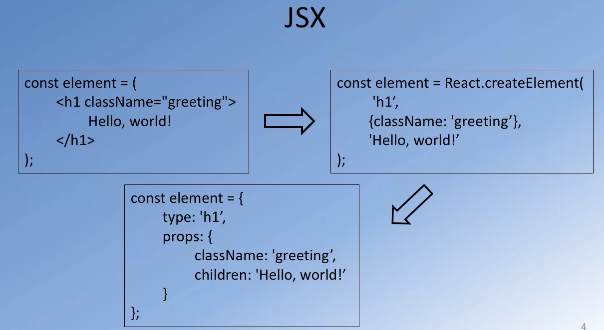 JSX
const element = (
<h1 className="greeting">
Hello, world!
</h1>
);
const element = React.createElement(
'h1’,
{className: 'greeting’},
'Hello, world!’
);
const element = {
type: 'h1’,
props: {
className: 'greeting’,
children: 'Hello, world!’
}
};
4